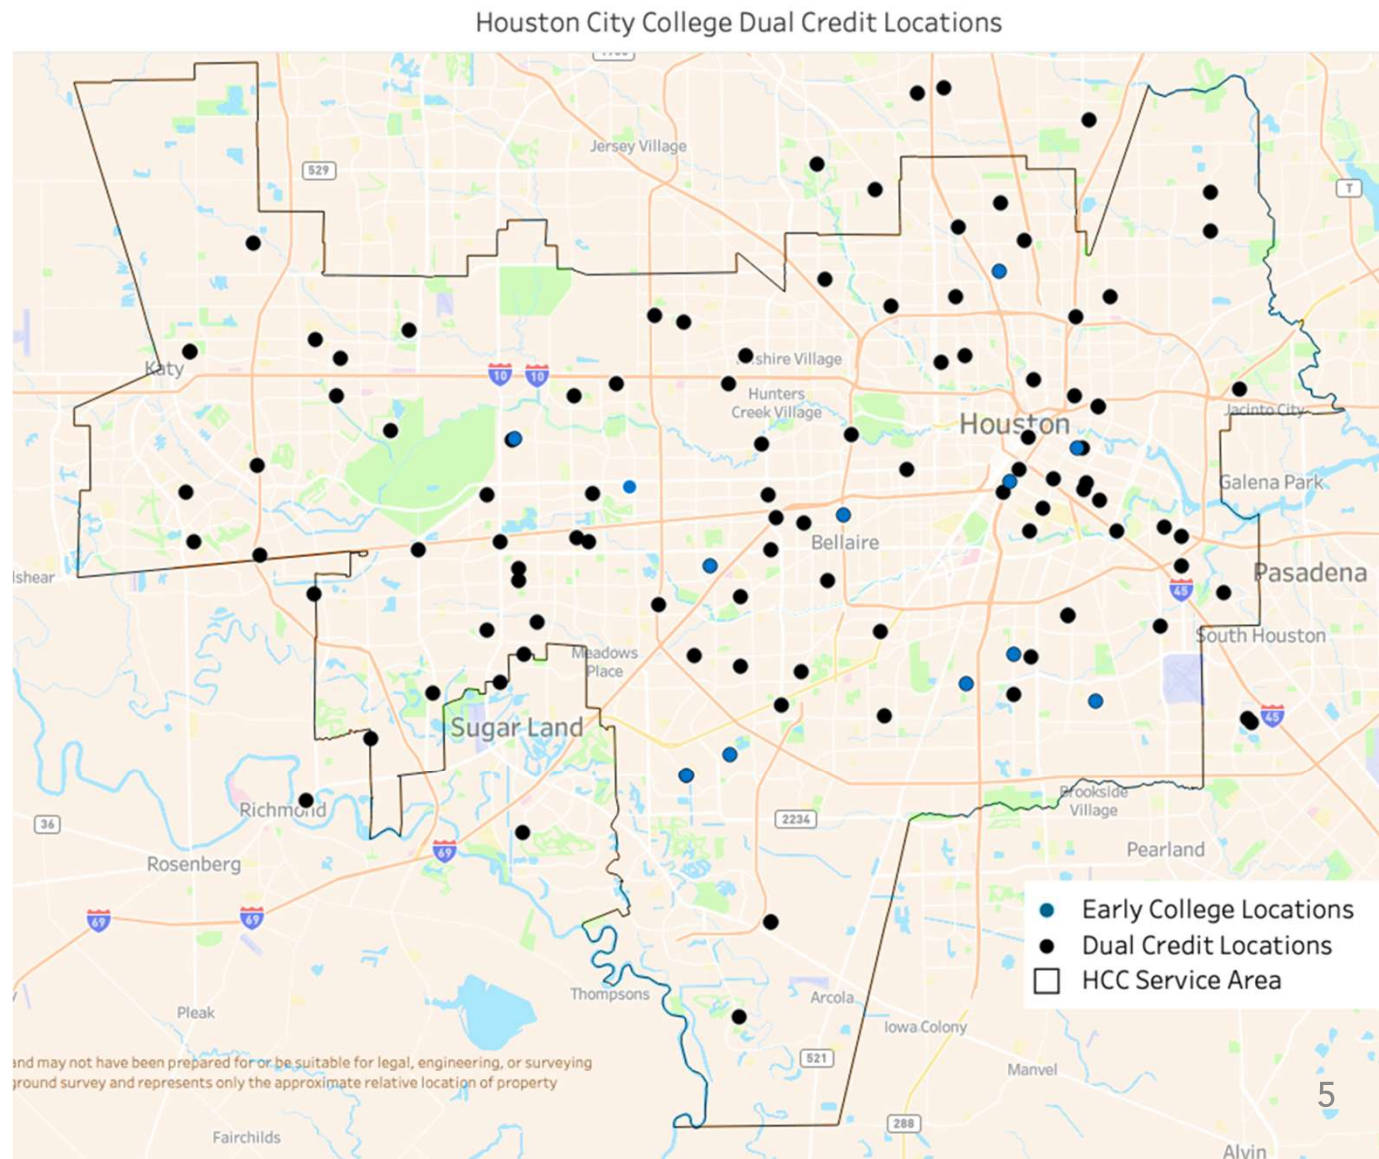 Houston City College Dual Credit Locations
Jersey Village
529
T
Katy
10
10
shire Village
Hunters
Creek Village
Houston
Jacinto City
Galena Park
Bellaire
lshear
Pasadena
45
South Houston
Meadows
Place
Sugar Land
45
Richmond
Brookside
Village
36
2234
69
Rosenberg
Pearland
69
69
Early College Locations
Dual Credit Locations
HCC Service Area
Thompsons
Arcola
Pleak
Iowa Colony
and may not have been prepared for or be suitable for legal, engineering, or surveying
ground survey and represents only the approximate relative location of property
521
Manvel
5
288
Fairchilds
Alvin